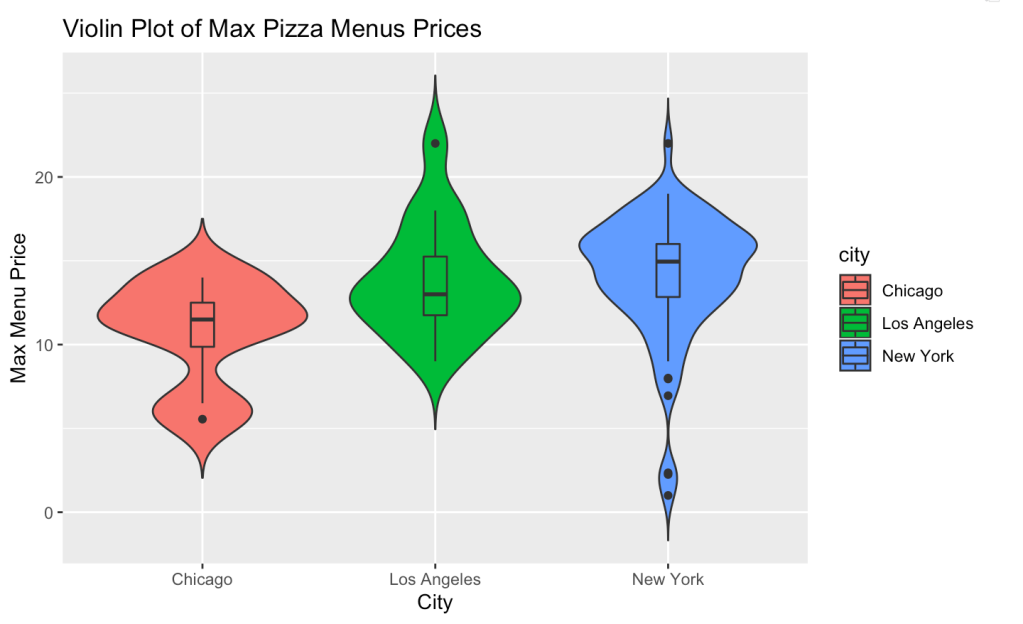 Violin Plot of Max Pizza Menus Prices
Max Menu Price
20
10
0
Chicago
Los Angeles
New York
City
city
Chicago
Los Angeles
New York